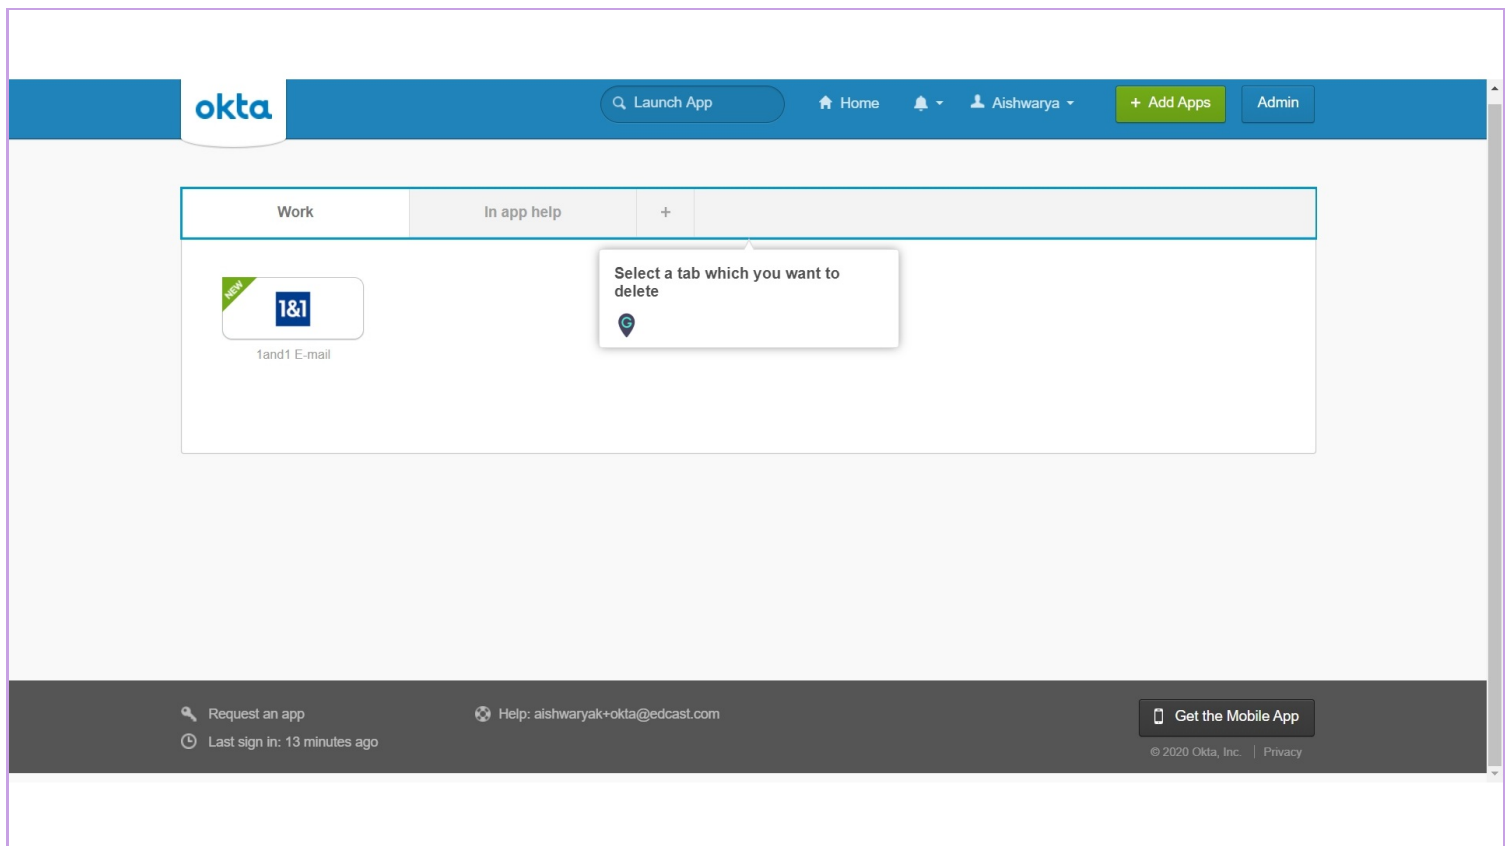 okta
Launch App
Home
Aishwarya
+ Add Apps
Admin
Work
In app help
+
Select a tab which you want to
delete
G
NEW
1&1
1and1 E-mail
Request an app
Help: aishwaryak+okta@edcast.com
Get the Mobile App
Last sign in: 13 minutes ago
© 2020 Okta, Inc. | Privacy